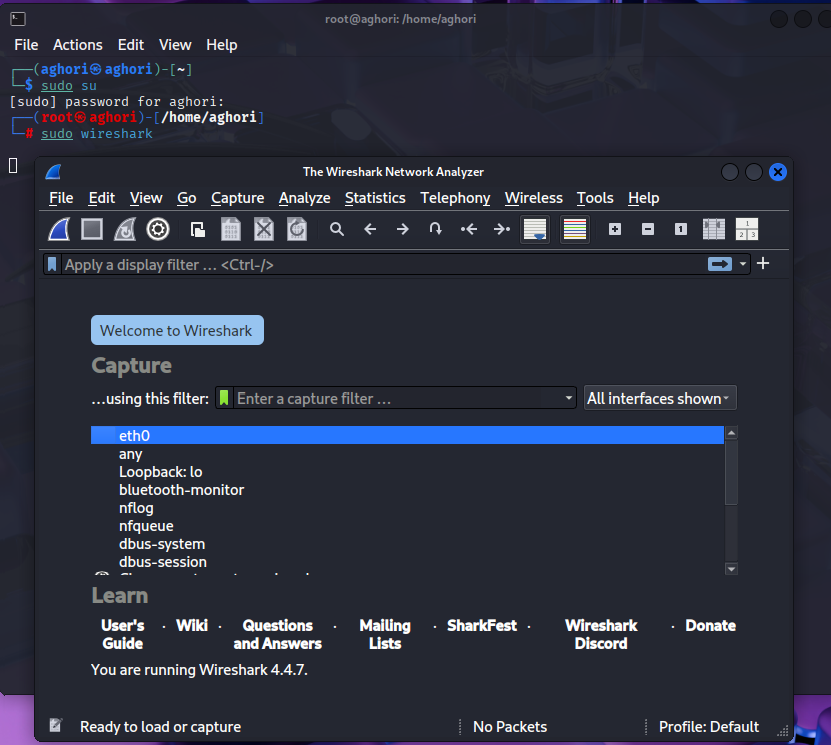 root@aghori: /home/aghori
File Actions Edit View Help
┌──(aghori㉿aghori)-[~]
└─$ sudo su
[sudo] password for aghori:
┌──(root㉿aghori)-[/home/aghori]
└─# sudo wireshark
The Wireshark Network Analyzer
File Edit View Go Capture Analyze Statistics Telephony Wireless Tools Help
Apply a display filter … <Ctrl-/>
Welcome to Wireshark
Capture
…using this filter: Enter a capture filter … All interfaces shown
eth0
any
Loopback: lo
bluetooth-monitor
nflog
nfqueue
dbus-system
dbus-session
Learn
User's Guide · Wiki · Questions and Answers · Mailing Lists · SharkFest · Wireshark Discord · Donate
You are running Wireshark 4.4.7.
Ready to load or capture No Packets Profile: Default